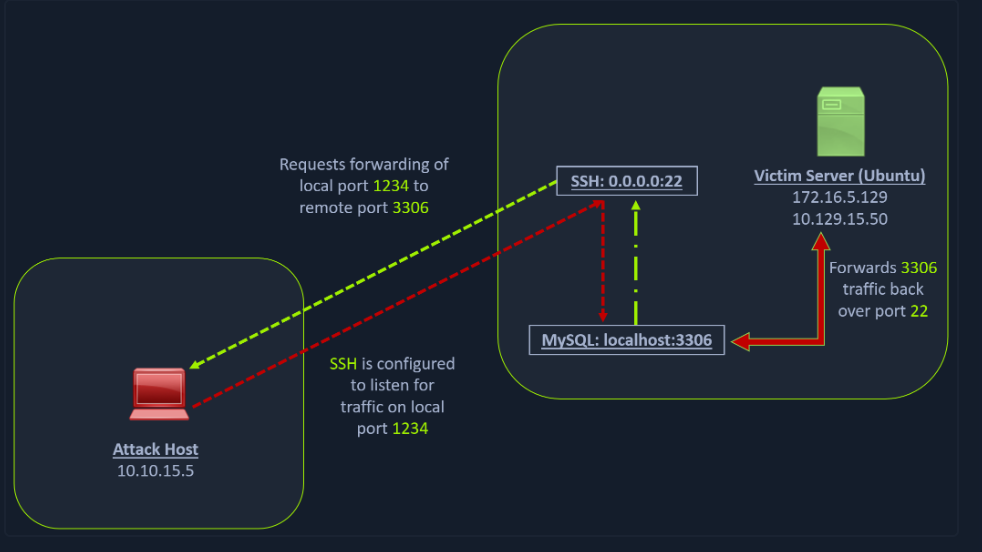 Requests forwarding of
local port 1234 to
remote port 3306
SSH: 0.0.0.0:22
Victim Server (Ubuntu)
172.16.5.129
10.129.15.50
Forwards 3306
traffic back
over port 22
MySQL: localhost:3306
SSH is configured
to listen for
traffic on local
port 1234
Attack Host
10.10.15.5